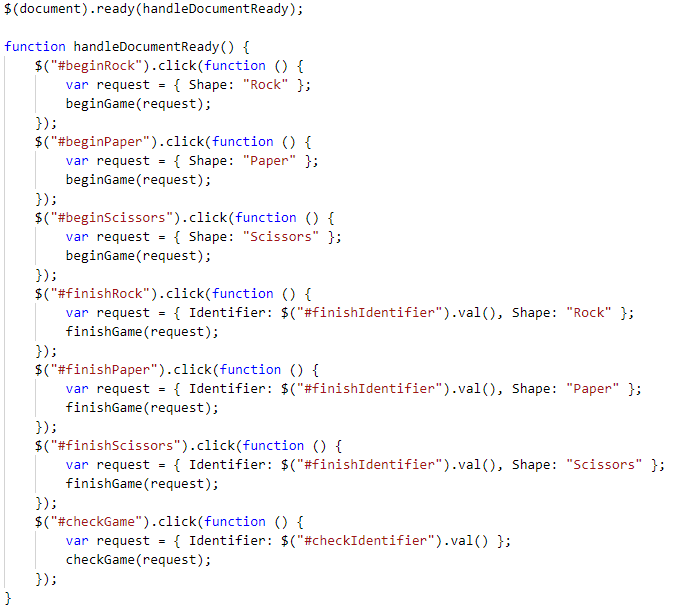 $(document).ready(handleDocumentReady);

function handleDocumentReady() {
    $("#beginRock").click(function () {
        var request = { Shape: "Rock" };
        beginGame(request);
    });
    $("#beginPaper").click(function () {
        var request = { Shape: "Paper" };
        beginGame(request);
    });
    $("#beginScissors").click(function () {
        var request = { Shape: "Scissors" };
        beginGame(request);
    });
    $("#finishRock").click(function () {
        var request = { Identifier: $("#finishIdentifier").val(), Shape: "Rock" };
        finishGame(request);
    });
    $("#finishPaper").click(function () {
        var request = { Identifier: $("#finishIdentifier").val(), Shape: "Paper" };
        finishGame(request);
    });
    $("#finishScissors").click(function () {
        var request = { Identifier: $("#finishIdentifier").val(), Shape: "Scissors" };
        finishGame(request);
    });
    $("#checkGame").click(function () {
        var request = { Identifier: $("#checkIdentifier").val() };
        checkGame(request);
    });
}